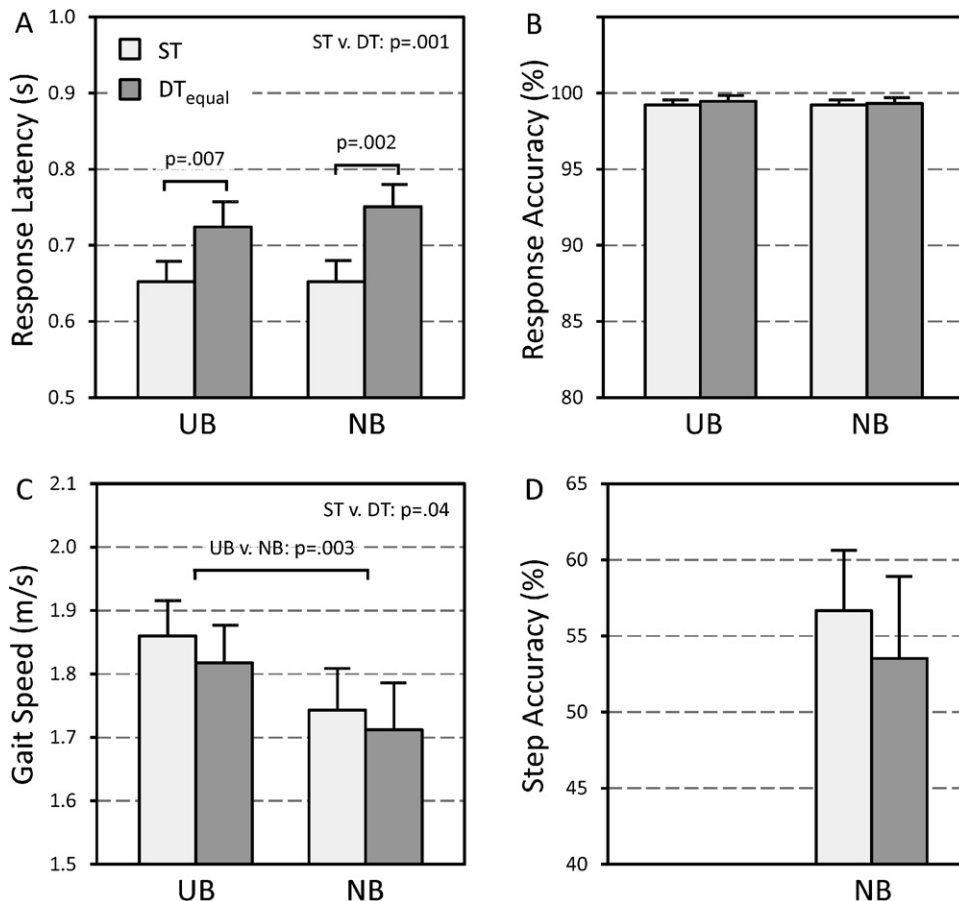 A
Response Latency (s)
1.0
0.9
0.8
0.7
0.6
0.5
ST
DTequal
ST v. DT: p=.001
p=.007
p=.002
UB
NB
B
Response Accuracy (%)
100
95
90
85
80
UB
NB
C
Gait Speed (m/s)
2.1
2.0
1.9
1.8
1.7
1.6
1.5
ST v. DT: p=.04
UB v. NB: p=.003
UB
NB
D
Step Accuracy (%)
65
60
55
50
45
40
NB